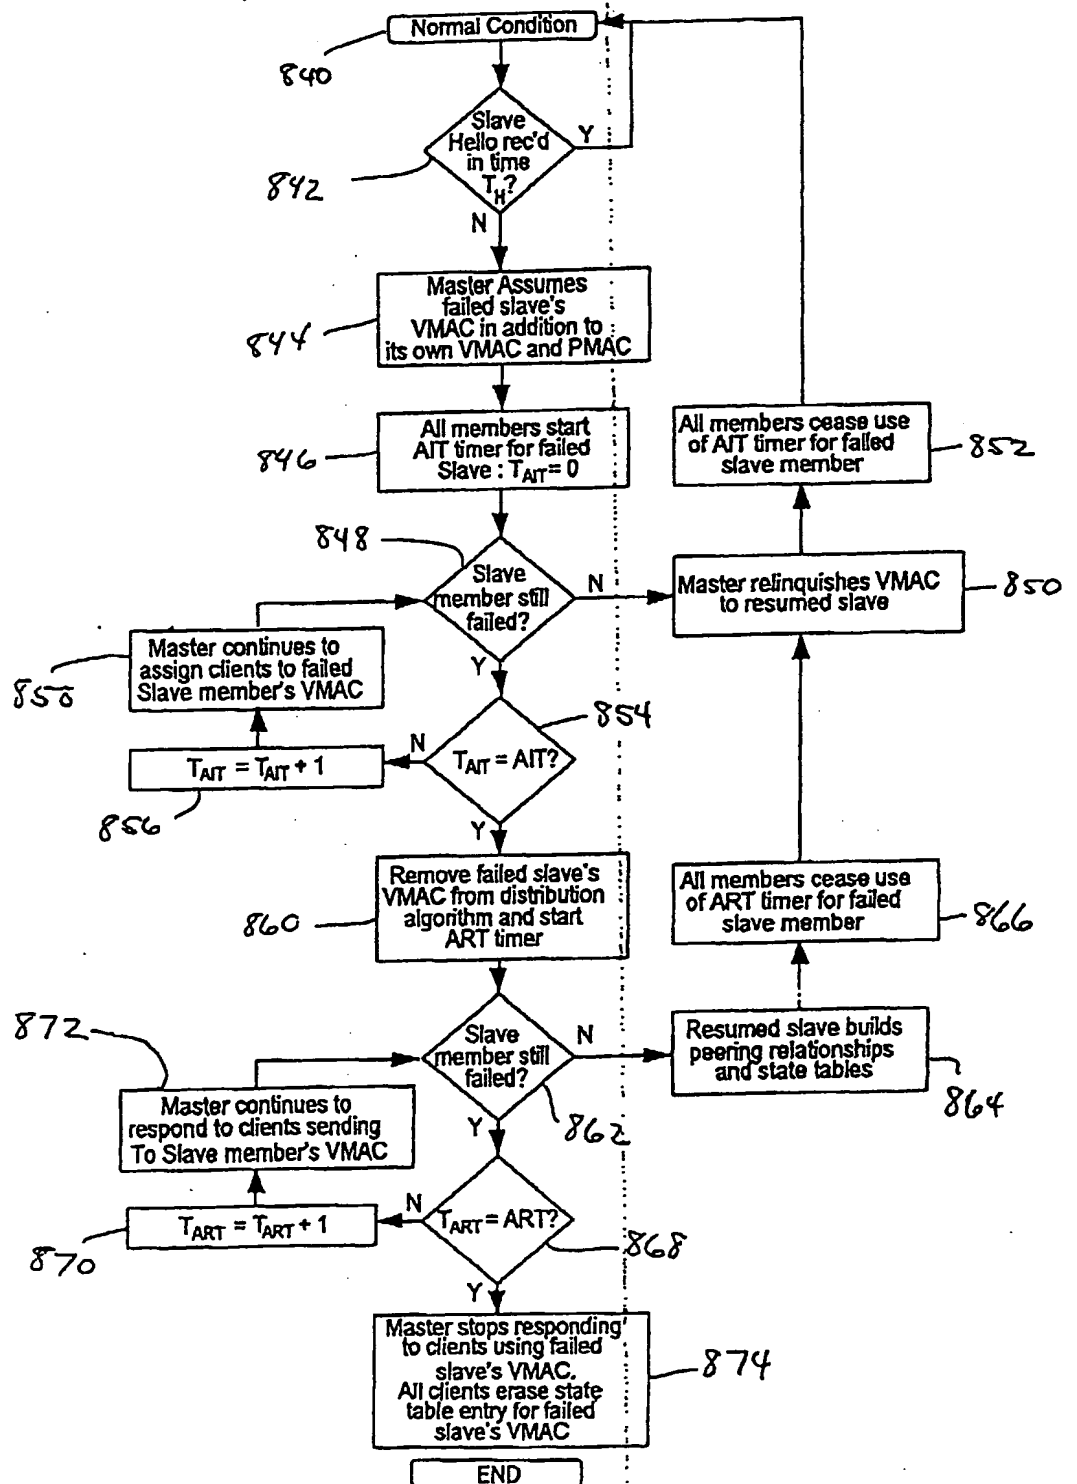 Normal Condition
840
Slave
Hello rec'd
in time
T_H?
Y
842
N
Master Assumes
failed slave's
VMAC in addition to
its own VMAC and PMAC
844
All members start
AIT timer for failed
Slave : T_AIT = 0
846
All members cease use
of AIT timer for failed
slave member
852
848
Slave
member still
failed?
N
Master relinquishes VMAC
to resumed slave
850
Y
Master continues to
assign clients to failed
Slave member's VMAC
T_AIT = AIT?
854
N
T_AIT = T_AIT + 1
856
Y
Remove failed slave's
VMAC from distribution
algorithm and start
ART timer
860
All members cease use
of ART timer for failed
slave member
866
872
Slave
member still
failed?
N
862
Resumed slave builds
peering relationships
and state tables
864
Y
Master continues to
respond to clients sending
To Slave member's VMAC
T_ART = ART?
868
N
T_ART = T_ART + 1
870
Y
Master stops responding
to clients using failed
slave's VMAC.
All clients erase state
table entry for failed
slave's VMAC
874
END